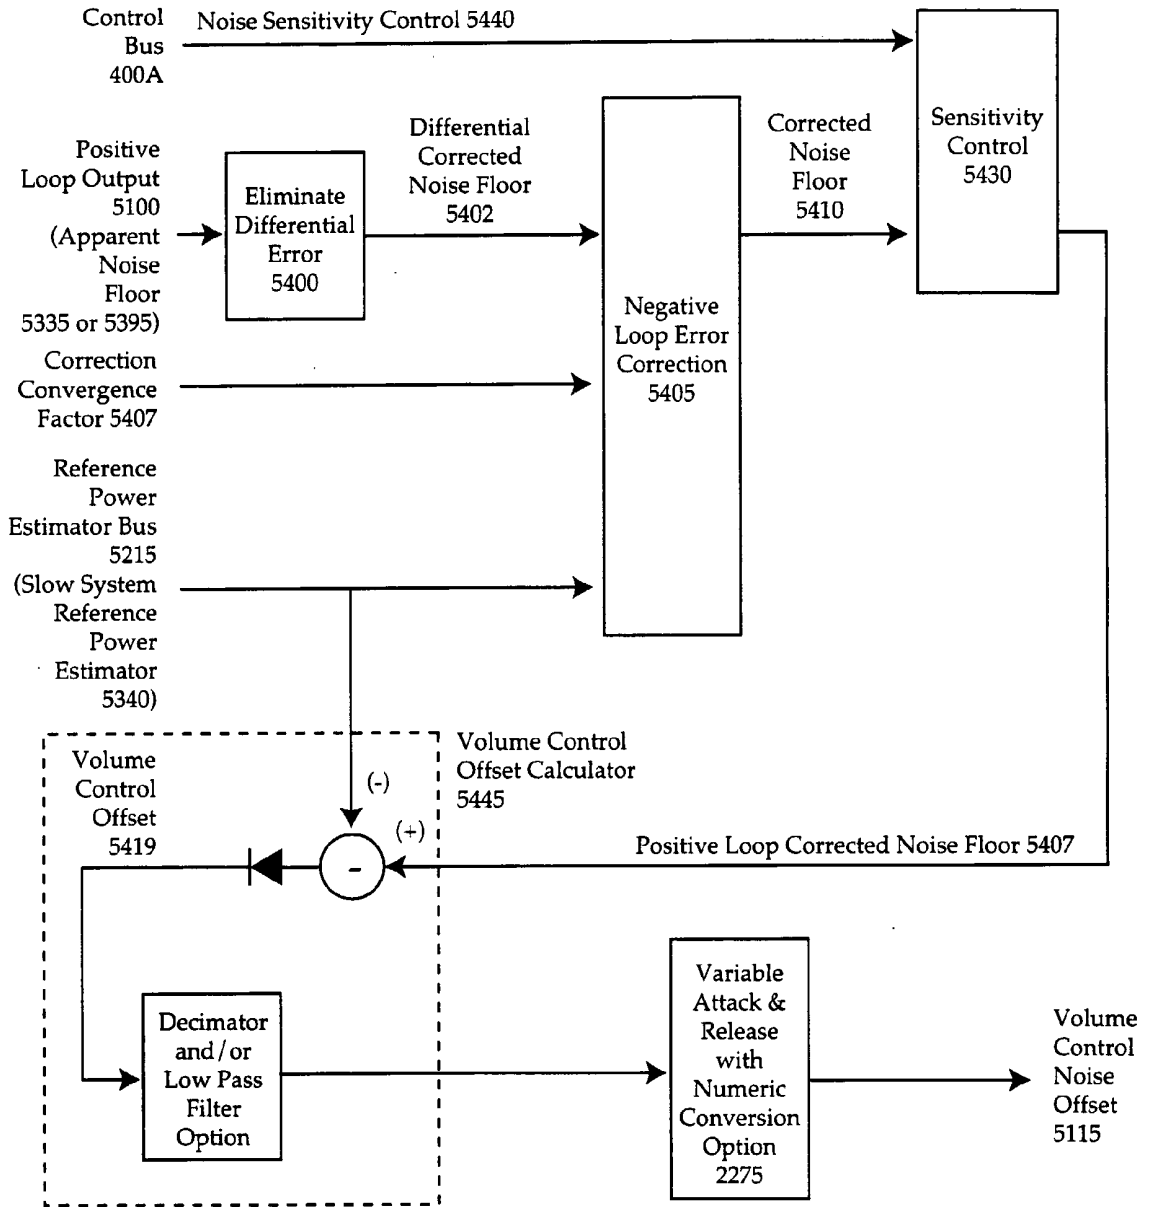 Control
Bus
400A
Noise Sensitivity Control 5440
Sensitivity
Control
5430
Positive
Loop Output
5100
(Apparent
Noise
Floor
5335 or 5395)
Eliminate
Differential
Error
5400
Differential
Corrected
Noise Floor
5402
Negative
Loop Error
Correction
5405
Corrected
Noise
Floor
5410
Correction
Convergence
Factor 5407
Reference
Power
Estimator Bus
5215
(Slow System
Reference
Power
Estimator
5340)
Volume
Control
Offset
5419
(-)
(+)
-
Volume Control
Offset Calculator
5445
Positive Loop Corrected Noise Floor 5407
Decimator
and/or
Low Pass
Filter
Option
Variable
Attack &
Release
with
Numeric
Conversion
Option
2275
Volume
Control
Noise
Offset
5115